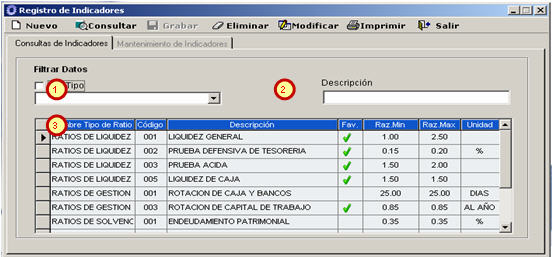 Registro de Indicadores
Nuevo Consultar Grabar Eliminar Modificar Imprimir Salir
Consultas de Indicadores Mantenimiento de Indicadores
Filtrar Datos
1 Tipo 2 Descripción
3 bre Tipo de Ratio Código Descripción Fav. Raz.Min Raz.Max Unidad
RATIOS DE LIQUIDEZ 001 LIQUIDEZ GENERAL 1.00 2.50
RATIOS DE LIQUIDEZ 002 PRUEBA DEFENSIVA DE TESORERIA 0.15 0.20 %
RATIOS DE LIQUIDEZ 003 PRUEBA ACIDA 1.50 2.00
RATIOS DE LIQUIDEZ 005 LIQUIDEZ DE CAJA 1.50 1.50
RATIOS DE GESTION 001 ROTACION DE CAJA Y BANCOS 25.00 25.00 DIAS
RATIOS DE GESTION 003 ROTACION DE CAPITAL DE TRABAJO 0.85 0.85 AL AÑO
RATIOS DE SOLVENC 001 ENDEUDAMIENTO PATRIMONIAL 0.35 0.35 %